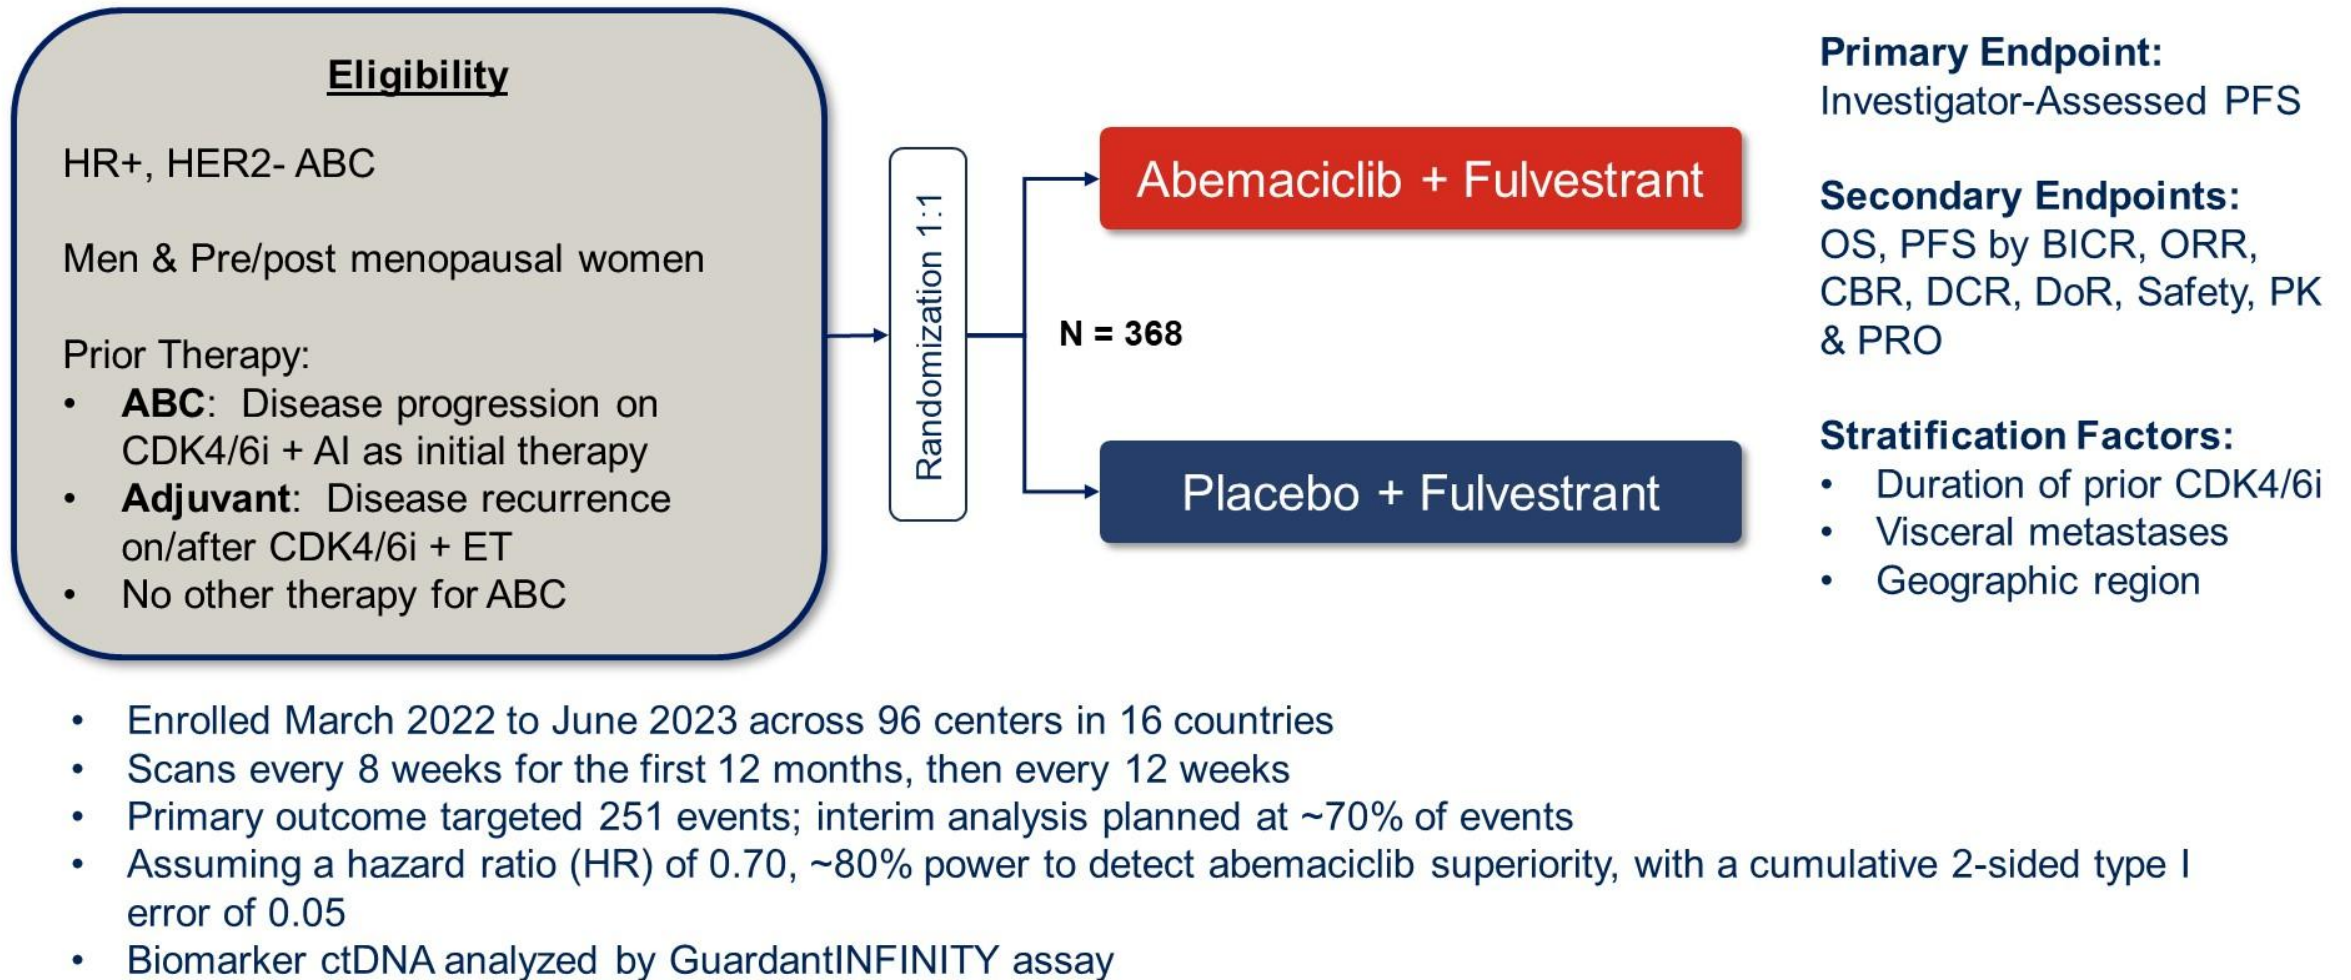 Eligibility
HR+, HER2- ABC
Men & Pre/post menopausal women
Prior Therapy:
• ABC: Disease progression on
CDK4/6i + AI as initial therapy
• Adjuvant: Disease recurrence
on/after CDK4/6i + ET
• No other therapy for ABC
Randomization 1:1
Abemaciclib + Fulvestrant
N = 368
Placebo + Fulvestrant
Primary Endpoint:
Investigator-Assessed PFS
Secondary Endpoints:
OS, PFS by BICR, ORR,
CBR, DCR, DoR, Safety, PK
& PRO
Stratification Factors:
• Duration of prior CDK4/6i
• Visceral metastases
• Geographic region
• Enrolled March 2022 to June 2023 across 96 centers in 16 countries
• Scans every 8 weeks for the first 12 months, then every 12 weeks
• Primary outcome targeted 251 events; interim analysis planned at ~70% of events
• Assuming a hazard ratio (HR) of 0.70, ~80% power to detect abemaciclib superiority, with a cumulative 2-sided type I
error of 0.05
• Biomarker ctDNA analyzed by GuardantINFINITY assay